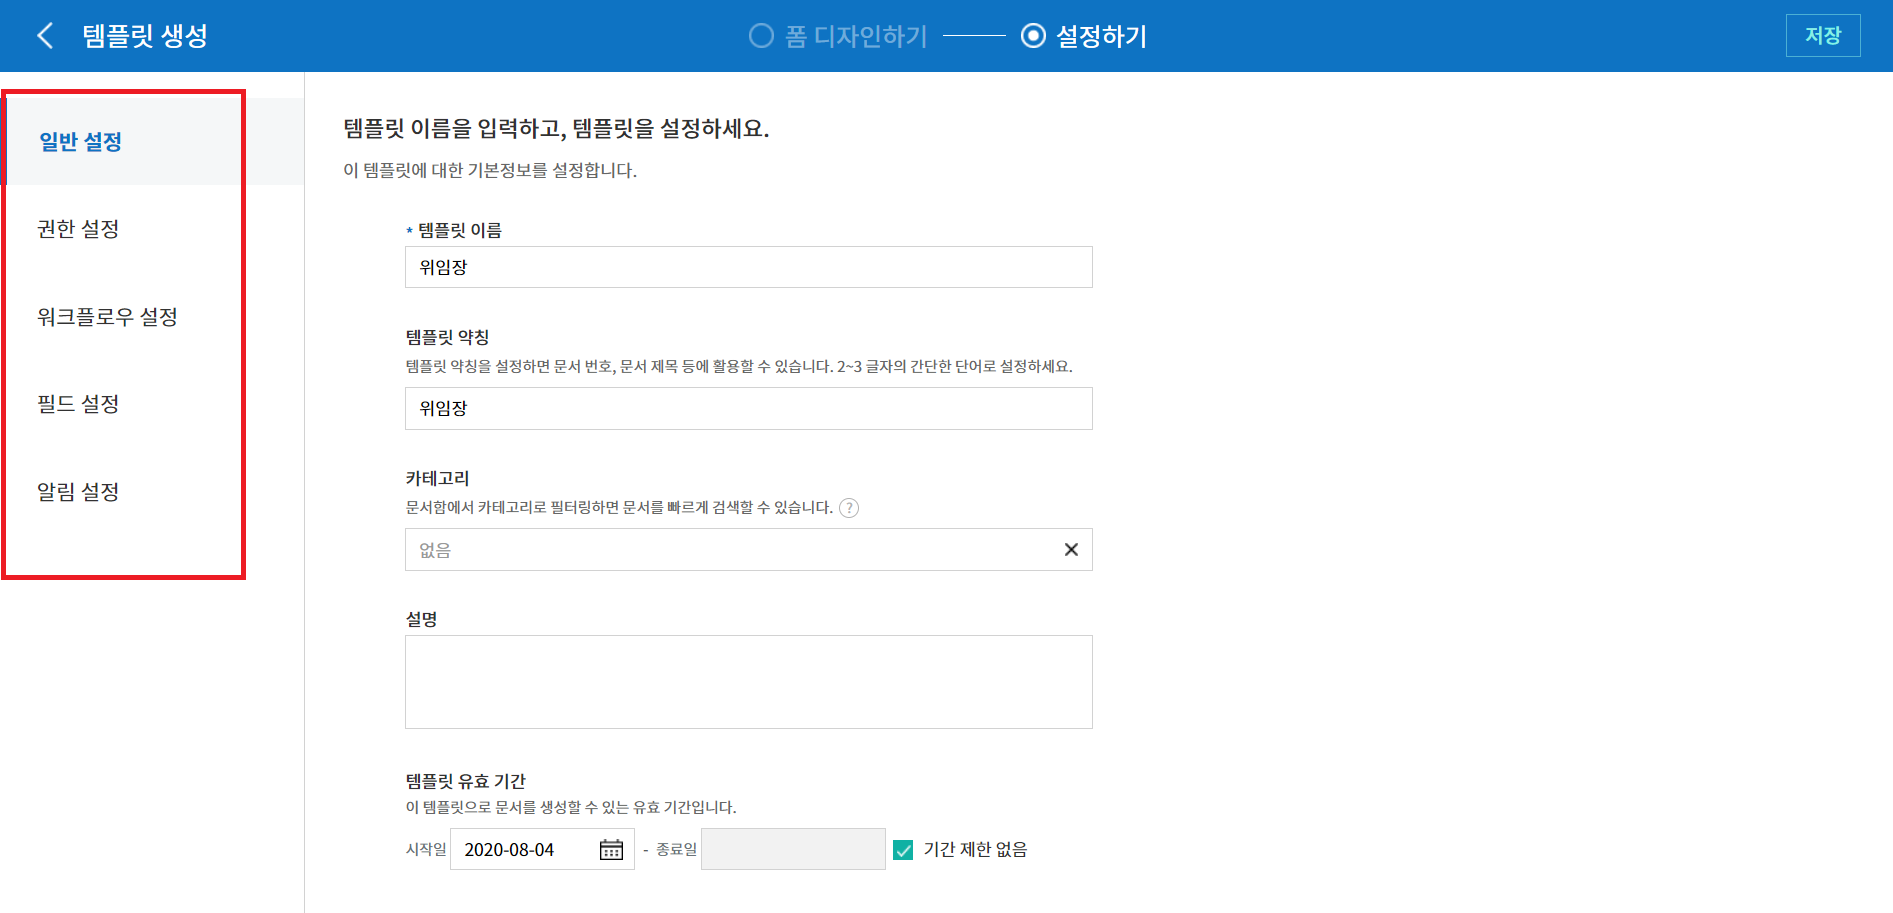 템플릿 생성
폼 디자인하기
설정하기
저장
일반 설정
권한 설정
워크플로우 설정
필드 설정
알림 설정
템플릿 이름을 입력하고, 템플릿을 설정하세요.
이 템플릿에 대한 기본정보를 설정합니다.
* 템플릿 이름
위임장
템플릿 약칭
템플릿 약칭을 설정하면 문서 번호, 문서 제목 등에 활용할 수 있습니다. 2~3 글자의 간단한 단어로 설정하세요.
위임장
카테고리
문서함에서 카테고리로 필터링하면 문서를 빠르게 검색할 수 있습니다. ?
없음
설명
템플릿 유효 기간
이 템플릿으로 문서를 생성할 수 있는 유효 기간입니다.
시작일 2020-08-04 - 종료일 기간 제한 없음